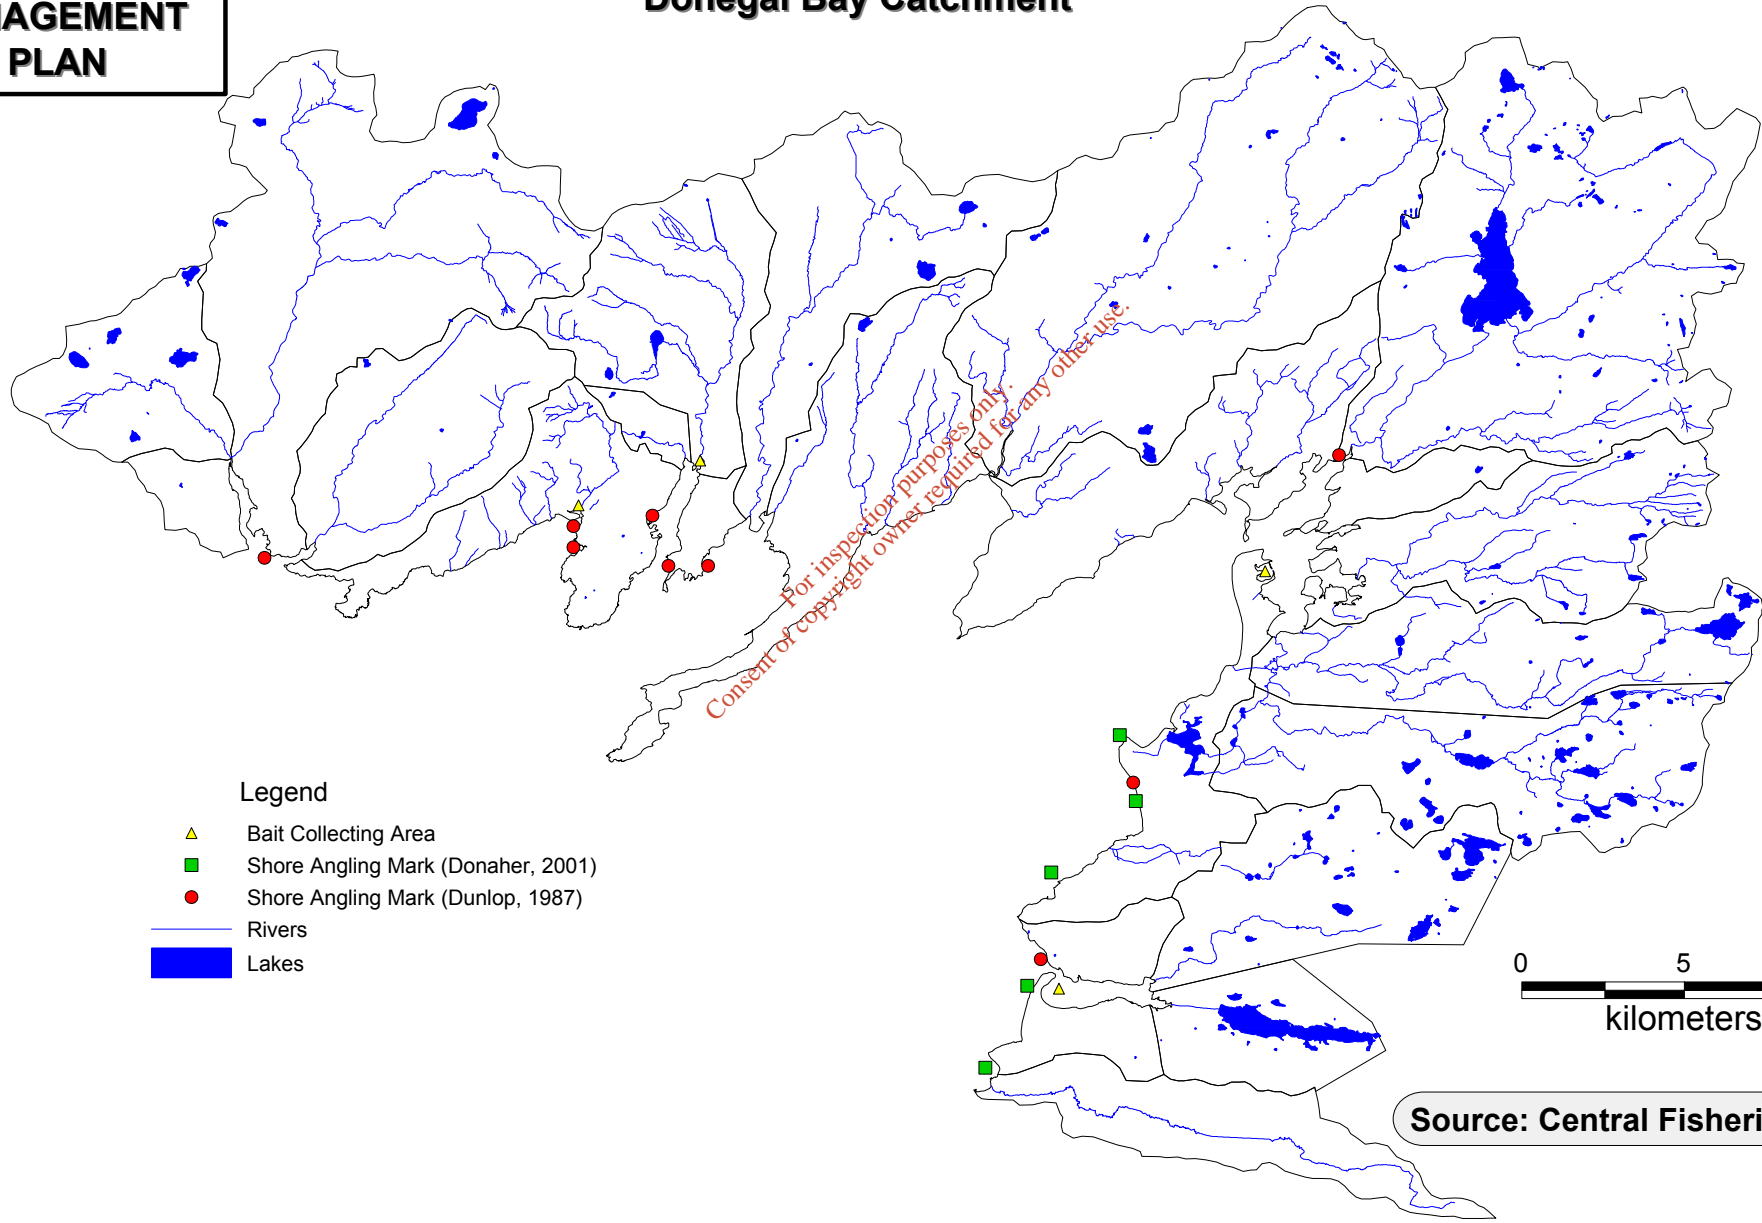 NAGEMENT
PLAN
Donegal Bay Catchment
For inspection purposes only.
Consent of copyright owner required for any other use.
Legend
Bait Collecting Area
Shore Angling Mark (Donaher, 2001)
Shore Angling Mark (Dunlop, 1987)
Rivers
Lakes
0 5
kilometers
Source: Central Fisheri